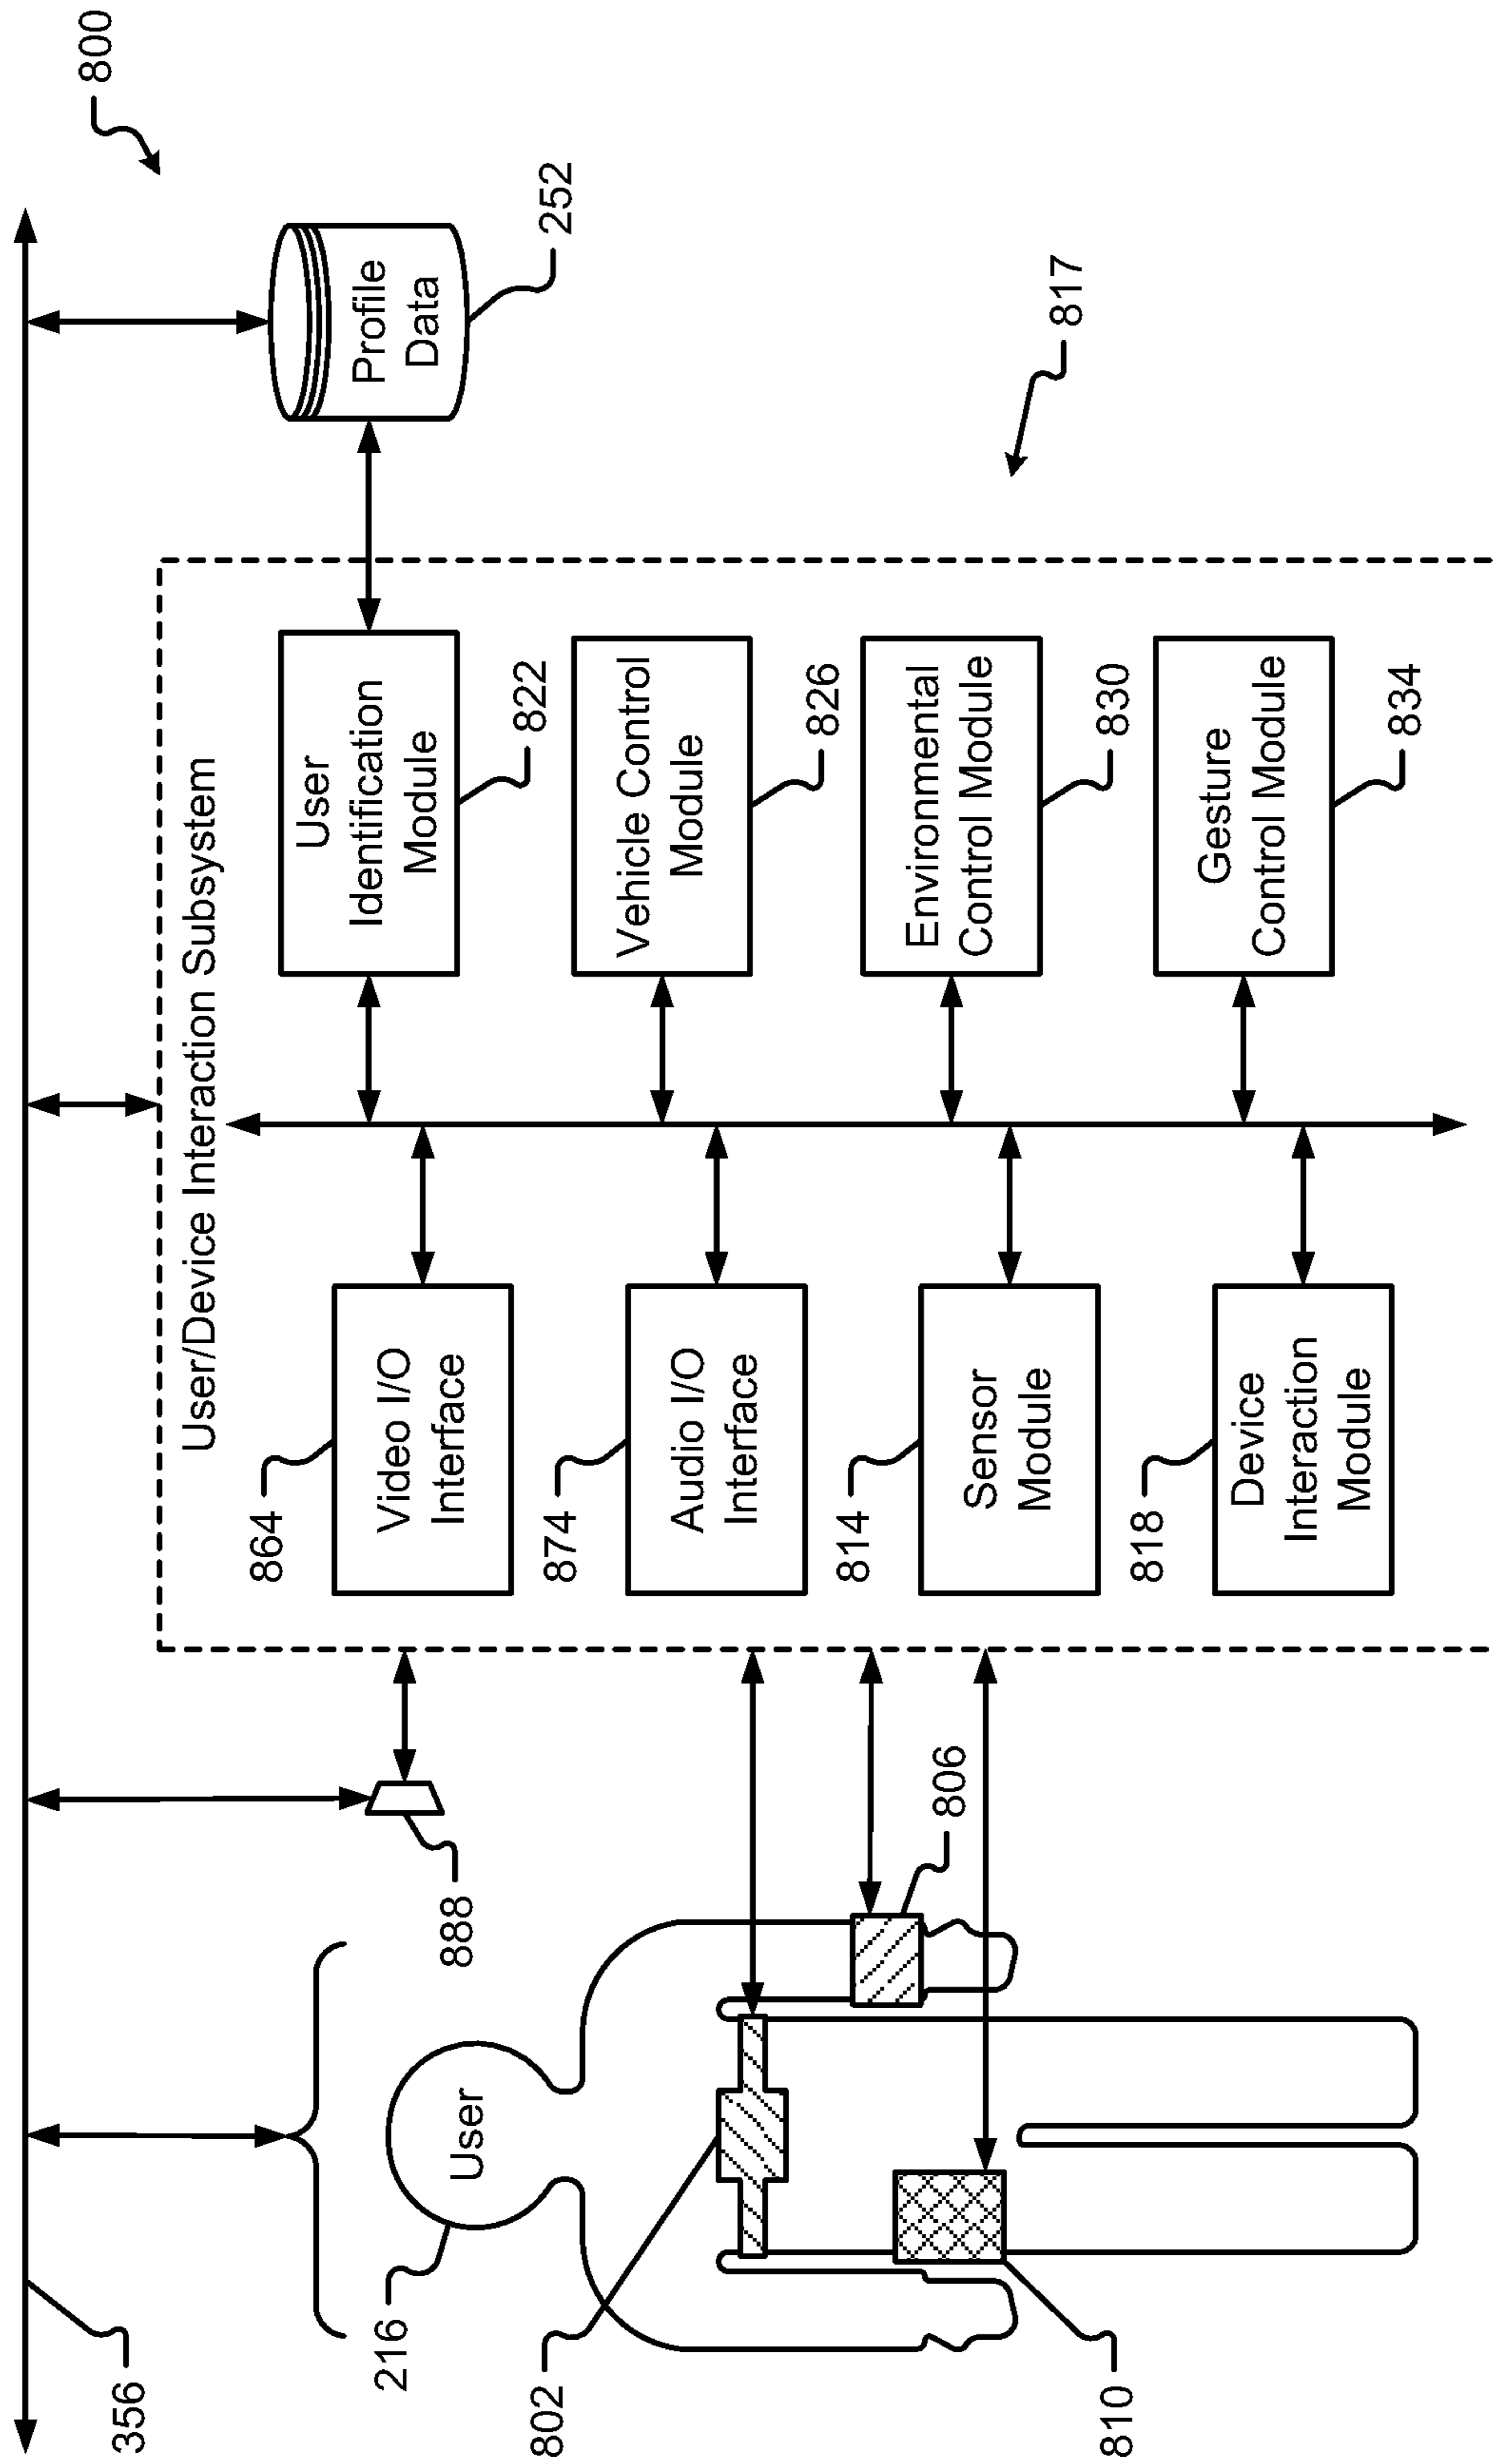 800
356
216
User
802
810
806
888
User/Device Interaction Subsystem
864
Video I/O
Interface
874
Audio I/O
Interface
814
Sensor
Module
818
Device
Interaction
Module
User
Identification
Module
822
Vehicle Control
Module
826
Environmental
Control Module
830
Gesture
Control Module
834
Profile
Data
252
817